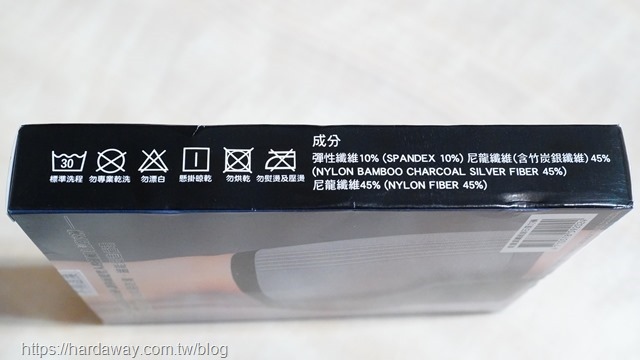 成分
彈性纖維10% (SPANDEX 10%) 尼龍纖維(含竹炭銀纖維) 45%
(NYLON BAMBOO CHARCOAL SILVER FIBER 45%)
尼龍纖維45% (NYLON FIBER 45%)
30
標準洗程 勿專業乾洗 勿漂白 懸掛晾乾 勿烘乾 勿熨燙及壓燙
https://hardaway.com.tw/blog